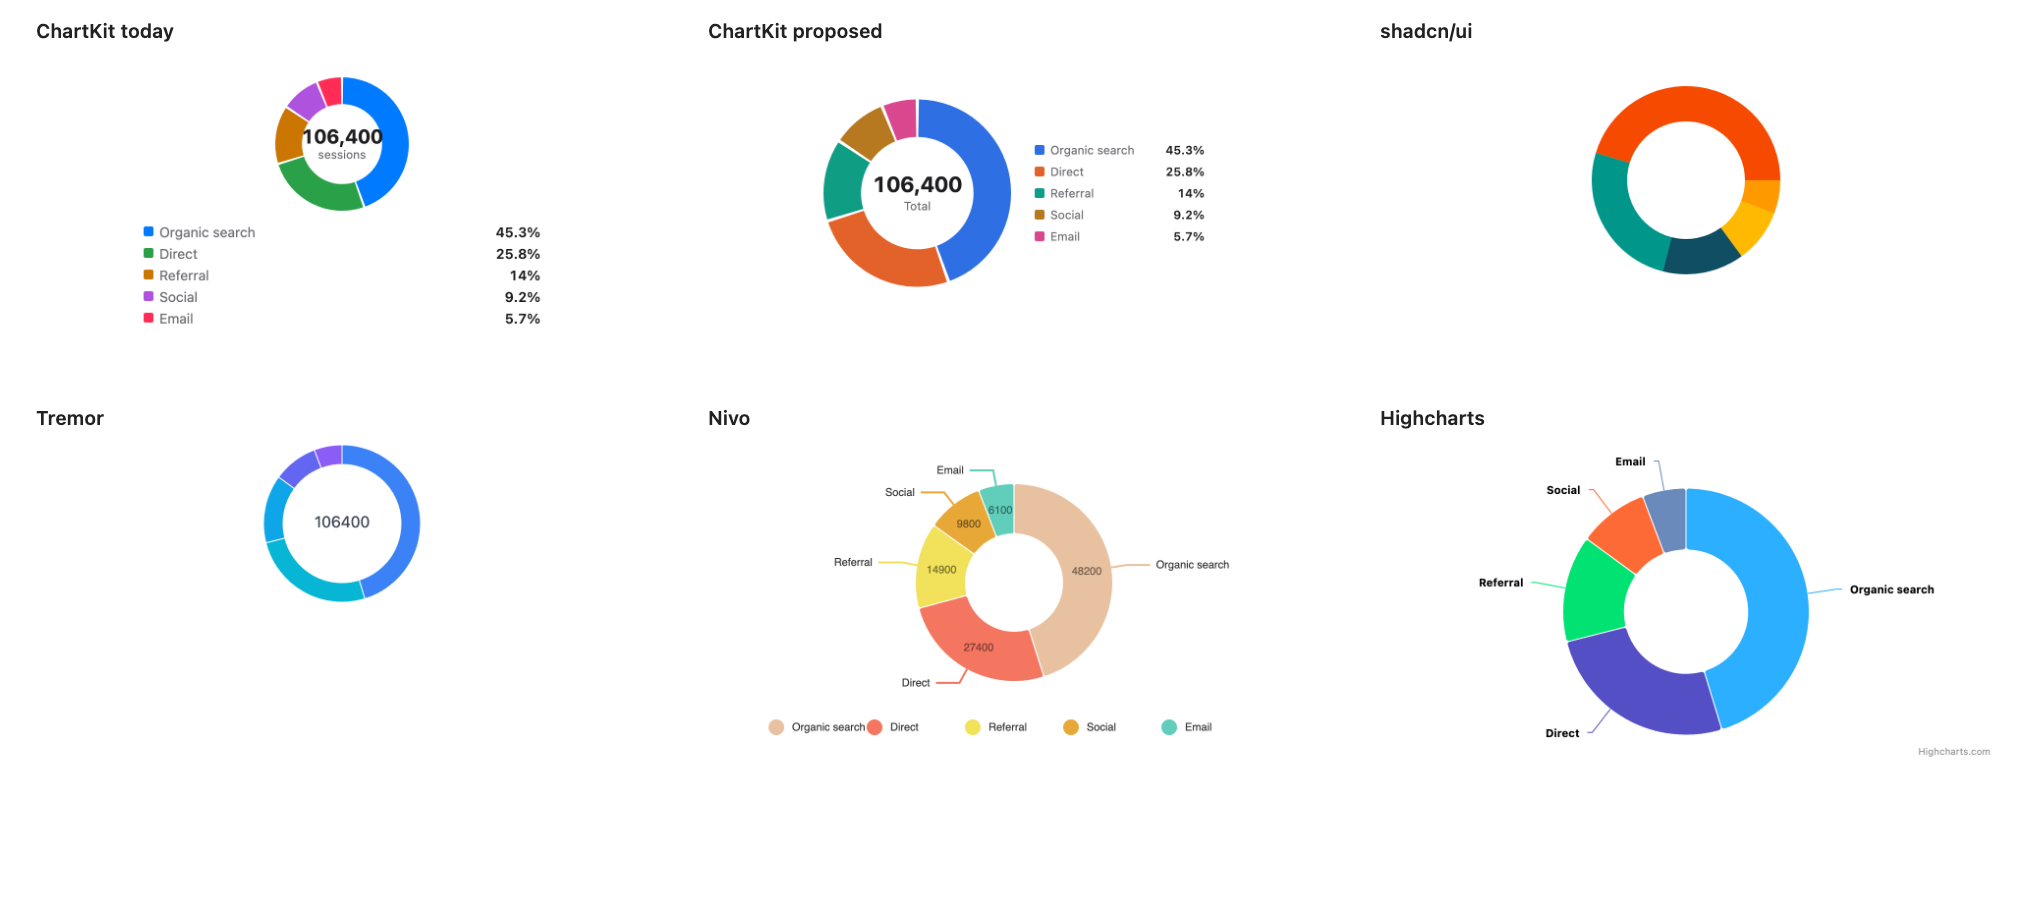 ChartKit today
106,400
sessions
Organic search 45.3%
Direct 25.8%
Referral 14%
Social 9.2%
Email 5.7%
ChartKit proposed
106,400
Total
Organic search 45.3%
Direct 25.8%
Referral 14%
Social 9.2%
Email 5.7%
shadcn/ui
Tremor
106400
Nivo
Email
Social
6100
9800
Referral
14900
48200
Organic search
27400
Direct
Organic search Direct Referral Social Email
Highcharts
Email
Social
Referral
Organic search
Direct
Highcharts.com